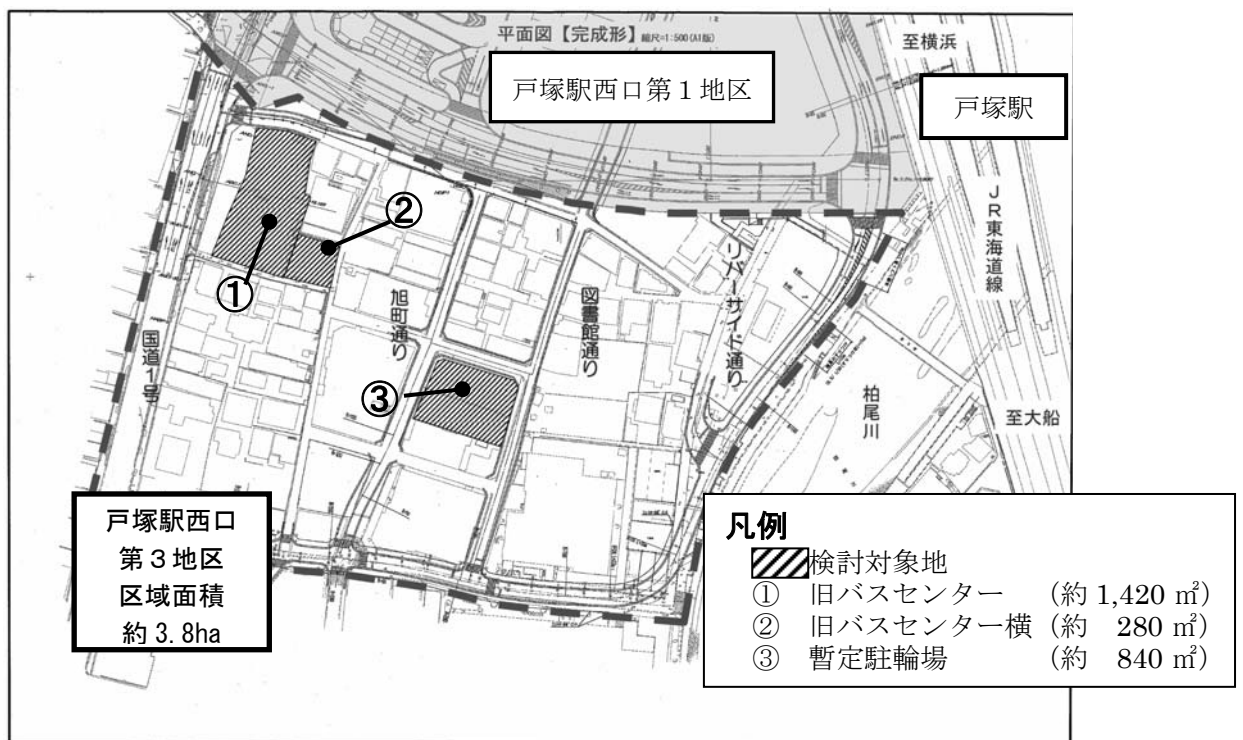 平面図【完成形】縮尺=1:500(A1版)
戸塚駅西口第1地区
至横浜
戸塚駅
JR東海道線
②
①
旭町通り
図書館通り
リバーサイド通り
国道1号
③
柏尾川
至大船
戸塚駅西口
第3地区
区域面積
約3.8ha
凡例
検討対象地
① 旧バスセンター (約 1,420 ㎡)
② 旧バスセンター横 (約 280 ㎡)
③ 暫定駐輪場 (約 840 ㎡)